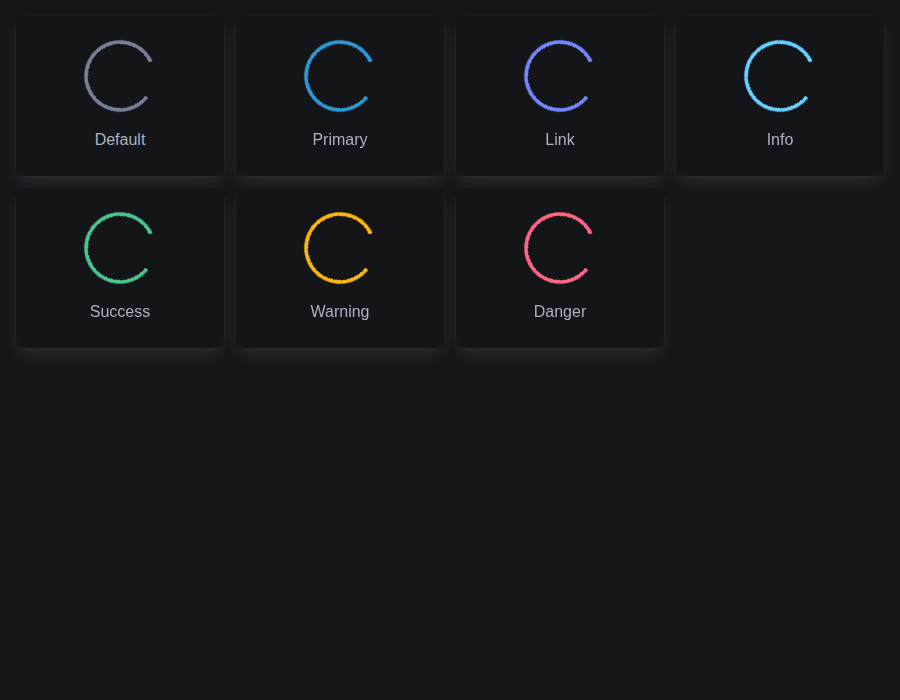 Default
Primary
Link
Info
Success
Warning
Danger